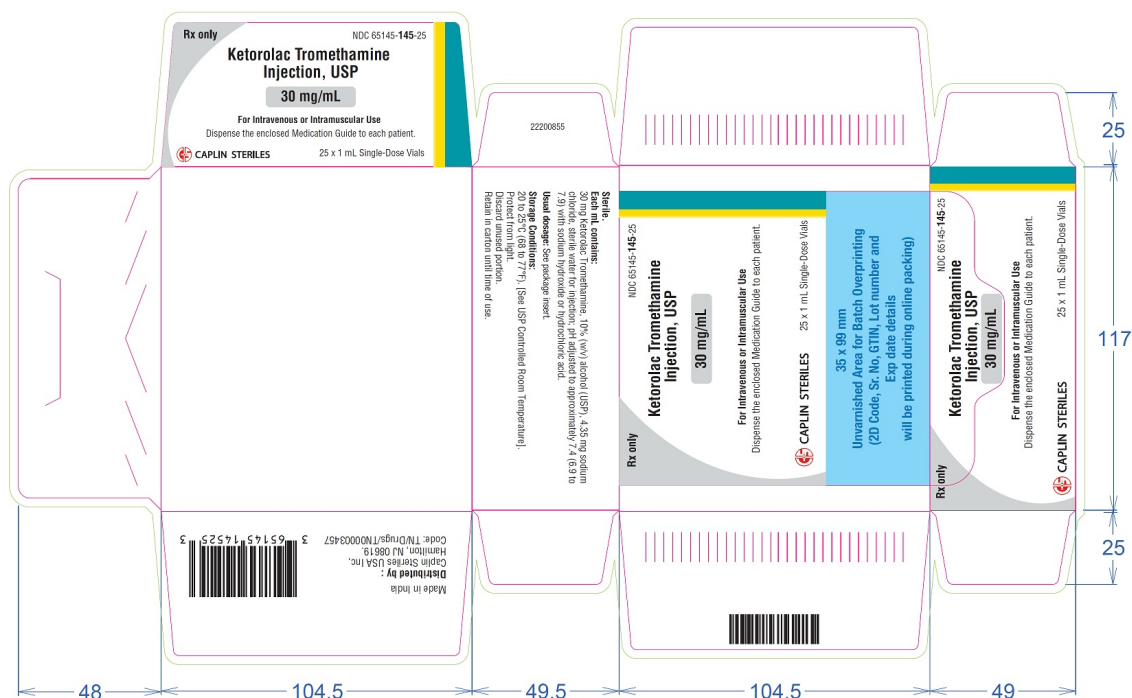 Rx only
NDC 65145-145-25
Ketorolac Tromethamine
Injection, USP
30 mg/mL
For Intravenous or Intramuscular Use
Dispense the enclosed Medication Guide to each patient.
CAPLIN STERILES
25 x 1 mL Single-Dose Vials
22200855
Sterile.
Each mL contains:
30 mg Ketorolac Tromethamine, 10% (w/v) alcohol (USP), 4.35 mg sodium
chloride, sterile water for injection; pH adjusted to approximately 7.4 (6.9 to
7.9) with sodium hydroxide or hydrochloric acid.
Usual dosage: See package insert.
Storage Conditions:
20 to 25°C (68 to 77°F). [See USP Controlled Room Temperature].
Protect from light.
Discard unused portion.
Retain in carton until time of use.
Rx only
NDC 65145-145-25
Ketorolac Tromethamine
Injection, USP
30 mg/mL
For Intravenous or Intramuscular Use
Dispense the enclosed Medication Guide to each patient.
CAPLIN STERILES
25 x 1 mL Single-Dose Vials
35 x 99 mm
Unvarnished Area for Batch Overprinting
(2D Code, Sr. No, GTIN, Lot number and
Exp date details
will be printed during online packing)
Rx only
NDC 65145-145-25
Ketorolac Tromethamine
Injection, USP
30 mg/mL
For Intravenous or Intramuscular Use
Dispense the enclosed Medication Guide to each patient.
CAPLIN STERILES
25 x 1 mL Single-Dose Vials
Made in India
Distributed by :
Caplin Steriles USA Inc,
Hamilton, NJ 08619.
Code: TN/Drugs/TN00003457
3 65145 14525 3
25
117
25
48
104.5
49.5
104.5
49